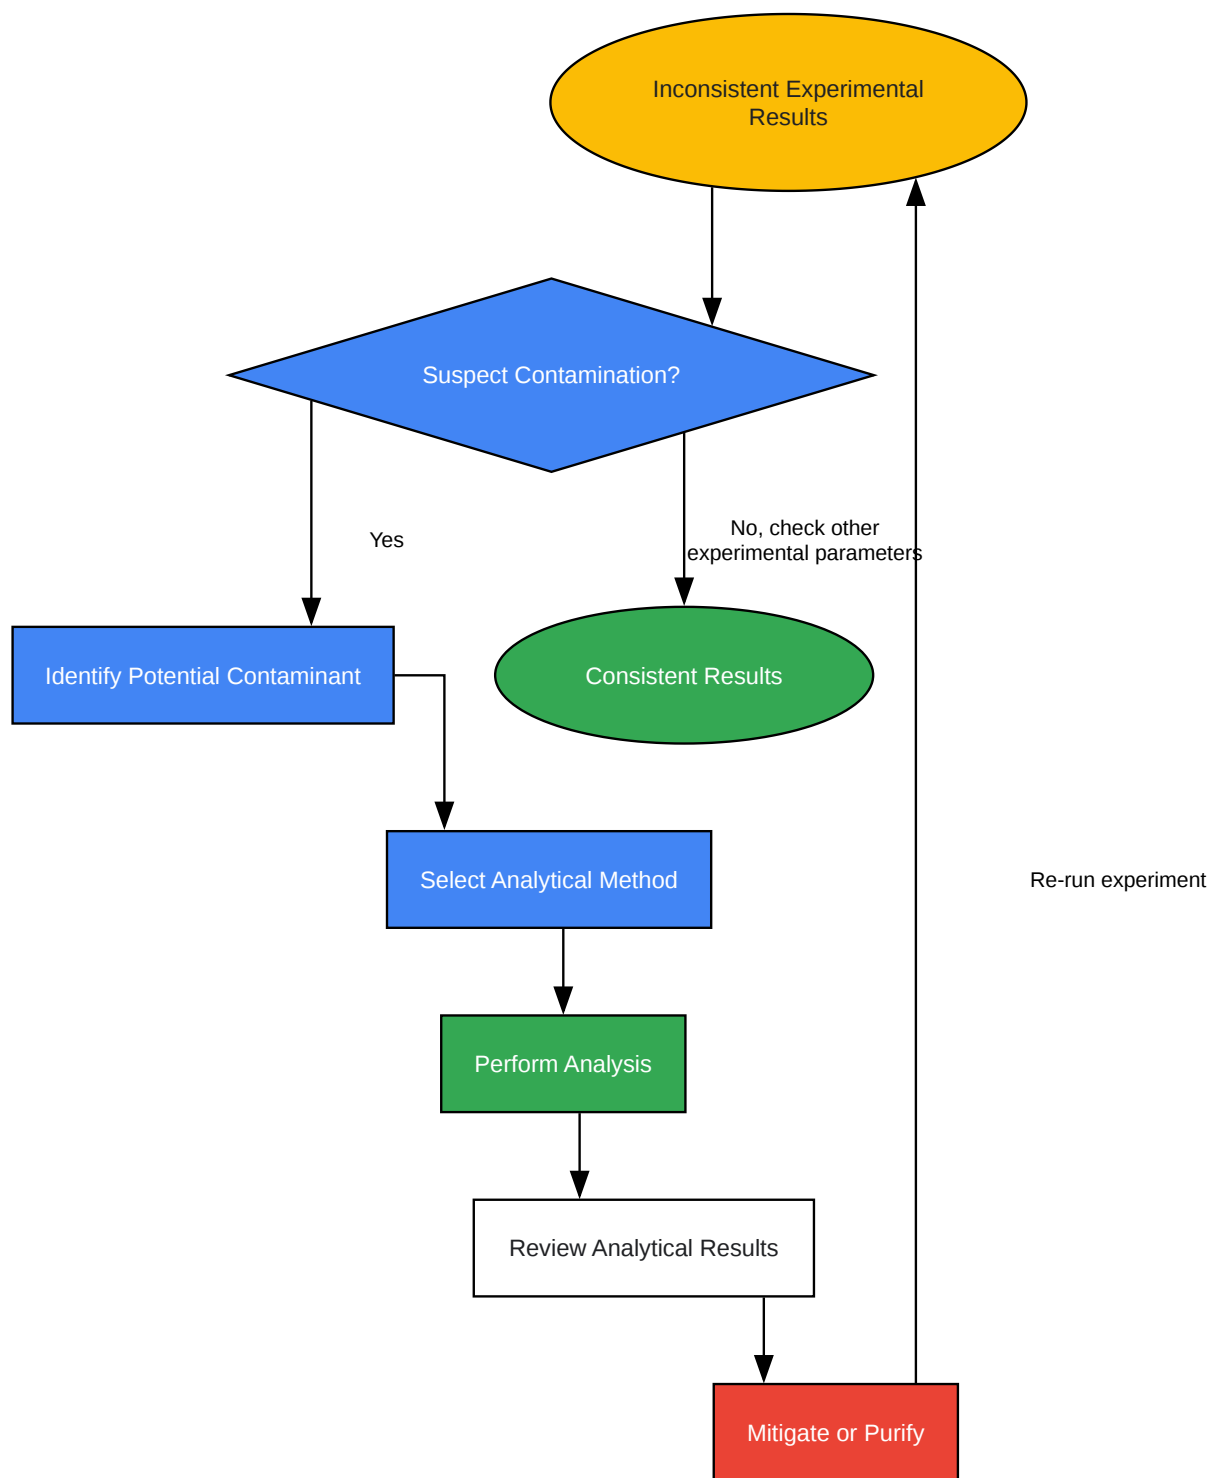 Inconsistent Experimental
Results
Suspect Contamination?
Yes
No, check other
experimental parameters
Identify Potential Contaminant
Consistent Results
Select Analytical Method
Re-run experiment
Perform Analysis
Review Analytical Results
Mitigate or Purify